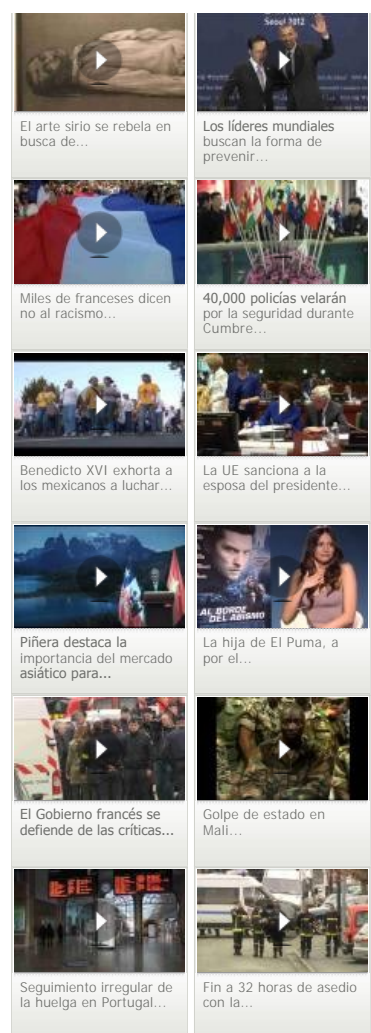 Seoul 2012
El arte sirio se rebela en
busca de...
Los líderes mundiales
buscan la forma de
prevenir...
Miles de franceses dicen
no al racismo...
40,000 policías velarán
por la seguridad durante
Cumbre...
Benedicto XVI exhorta a
los mexicanos a luchar...
La UE sanciona a la
esposa del presidente...
AL BORDE
DEL ABISMO
Piñera destaca la
importancia del mercado
asiático para...
La hija de El Puma, a
por el...
El Gobierno francés se
defiende de las críticas...
Golpe de estado en
Mali...
Seguimiento irregular de
la huelga en Portugal...
Fin a 32 horas de asedio
con la...